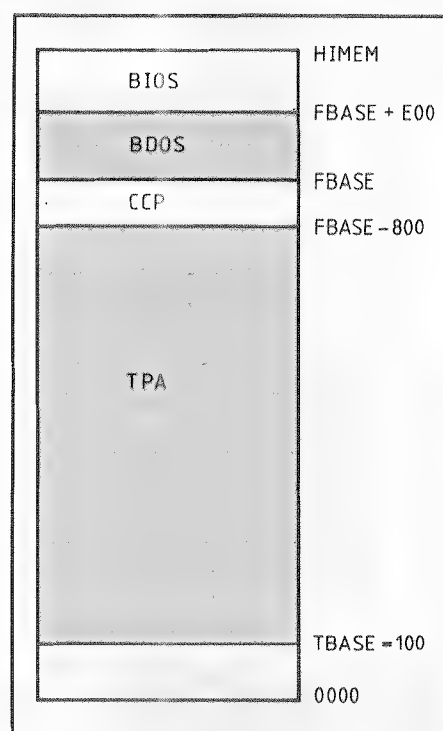 HIMEM
BIOS
FBASE + E00
BDOS
FBASE
CCP
FBASE-800
TPA
TBASE=100
0000